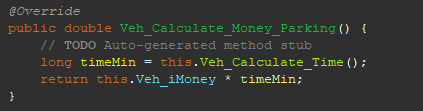 @Override
public double Veh_Calculate_Money_Parking() {
// TODO Auto-generated method stub
long timeMin = this.Veh_Calculate_Time();
return this.Veh_iMoney * timeMin;
}